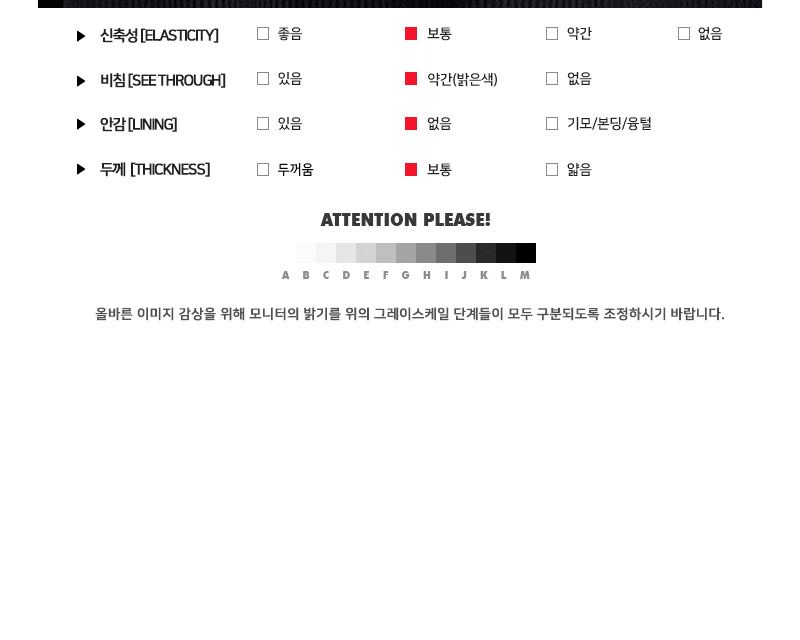 ▶ 신축성 [ELASTICITY] □ 좋음 ■ 보통 □ 약간 □ 없음
▶ 비침 [SEE THROUGH] □ 있음 ■ 약간(밝은색) □ 없음
▶ 안감 [LINING] □ 있음 ■ 없음 □ 기모/본딩/융털
▶ 두께 [THICKNESS] □ 두꺼움 ■ 보통 □ 얇음
ATTENTION PLEASE!
A B C D E F G H I J K L M
올바른 이미지 감상을 위해 모니터의 밝기를 위의 그레이스케일 단계들이 모두 구분되도록 조정하시기 바랍니다.